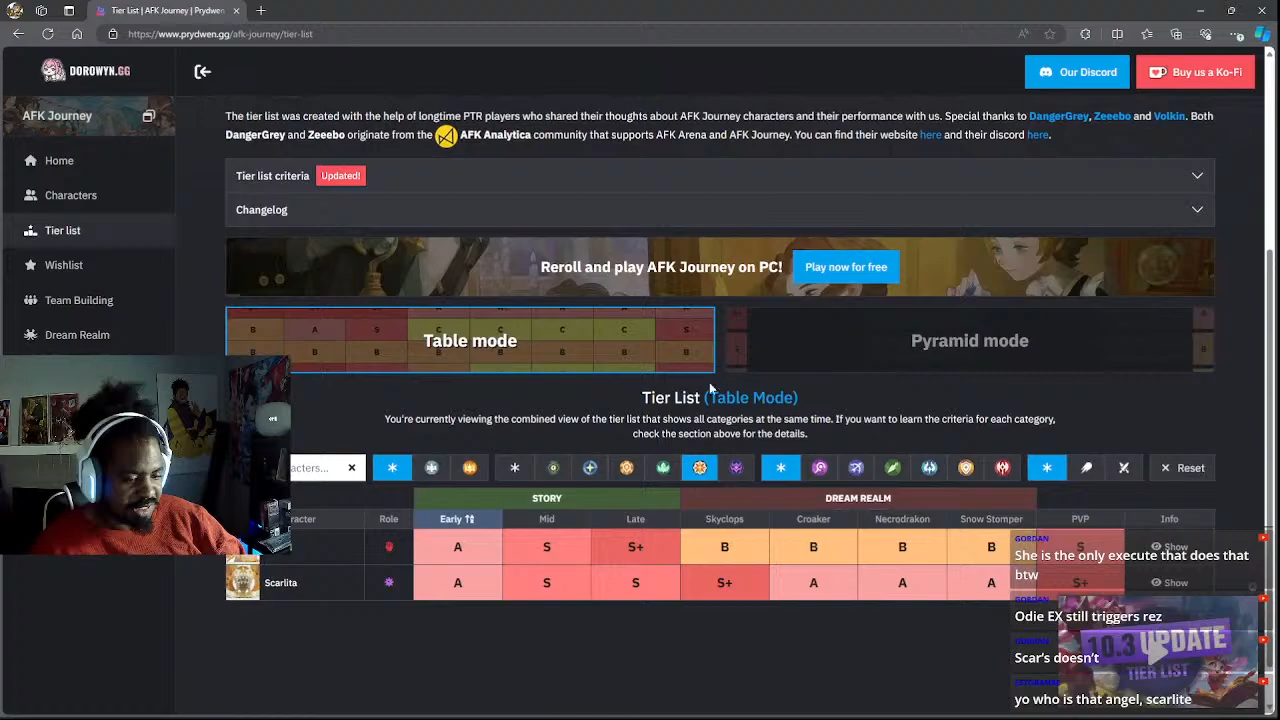 Tier List | AFK Journey | Prydwen
https://www.prydwen.gg/afk-journey/tier-list
DOROWYN.GG
Our Discord
Buy us a Ko-Fi
AFK Journey
Home
Characters
Tier list
Wishlist
Team Building
Dream Realm
The tier list was created with the help of longtime PTR players who shared their thoughts about AFK Journey characters and their performance with us. Special thanks to DangerGrey, Zeeebo and Volkin. Both
DangerGrey and Zeeebo originate from the AFK Analytica community that supports AFK Arena and AFK Journey. You can find their website here and their discord here.
Tier list criteria Updated!
Changelog
Reroll and play AFK Journey on PC! Play now for free
B A S C C C C S
B B B B B B B B
Table mode
Pyramid mode
Tier List (Table Mode)
You're currently viewing the combined view of the tier list that shows all categories at the same time. If you want to learn the criteria for each category,
check the section above for the details.
acters... Reset
STORY DREAM REALM
acter Role Early Mid Late Skyclops Croaker Necrodrakon Snow Stomper PVP Info
A S S+ B B B B S Show
Scarlita A S S S+ A A A S+ Show
GORDAN
She is the only execute that does that
btw
GORDAN
Odie EX still triggers rez
GORDAN
Scar's doesn't
yo who is that angel, scarlite
10.3 UPDATE
TIER LIST